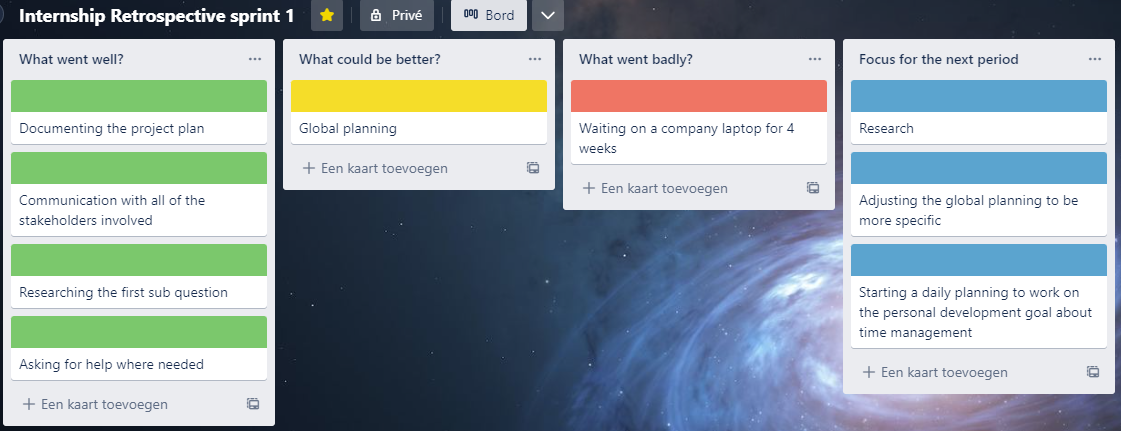 Internship Retrospective sprint 1
Privé
Bord
What went well?
Documenting the project plan
Communication with all of the
stakeholders involved
Researching the first sub question
Asking for help where needed
Een kaart toevoegen
What could be better?
Global planning
Een kaart toevoegen
What went badly?
Waiting on a company laptop for 4
weeks
Een kaart toevoegen
Focus for the next period
Research
Adjusting the global planning to be
more specific
Starting a daily planning to work on
the personal development goal about
time management
Een kaart toevoegen